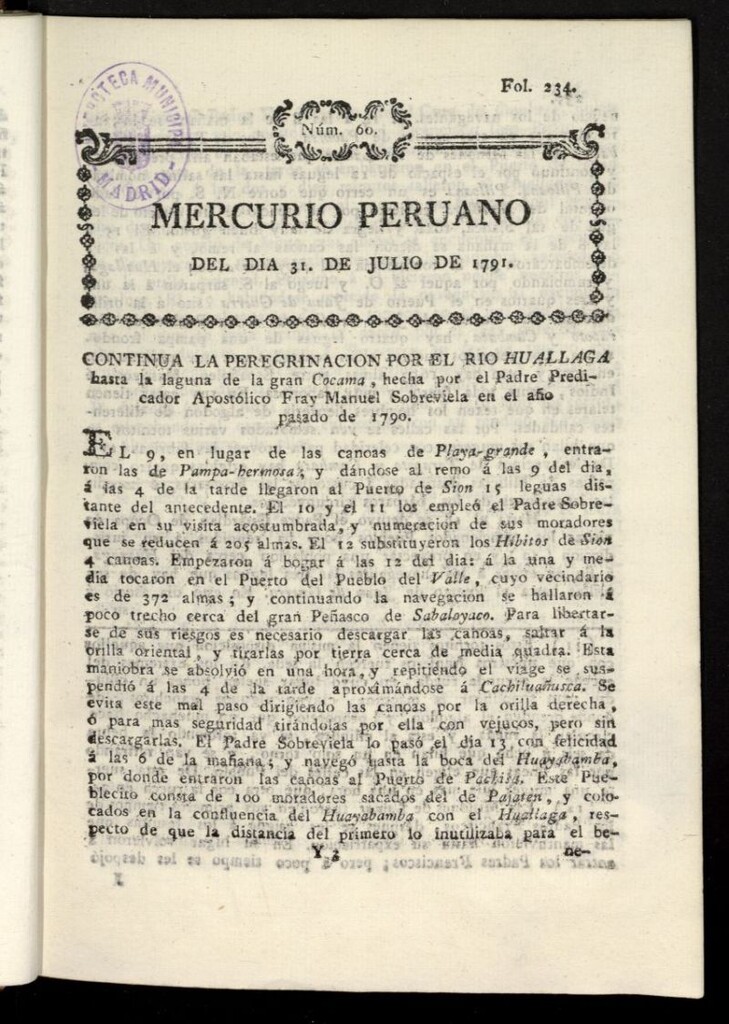 Fol. 234.
HEMEROTECA MUNICIPAL
- MADRID -
Núm. 60.
MERCURIO PERUANO
DEL DIA 31. DE JULIO DE 1791.
CONTINUA LA PEREGRINACION POR EL RIO HUALLAGA
hasta la laguna de la gran Cocama, hecha por el Padre Predi-
cador Apostólico Fray Manuel Sobreviela en el año
pasado de 1790.
EL 9, en lugar de las canoas de Playa-grande, entra-
ron las de Pampa-hermosa; y dándose al remo á las 9 del dia,
á las 4 de la tarde llegaron al Puerto de Sion 15 leguas dis-
tante del antecedente. El 10 y el 11 los empleó el Padre Sobre-
viela en su visita acostumbrada, y numeracion de sus moradores
que se reducen á 205 almas. El 12 substituyeron los Hibitos de Sion
4 canoas. Empezaron á bogar á las 12 del dia: á la una y me-
dia tocaron en el Puerto del Pueblo del Valle, cuyo vecindario
es de 372 almas; y continuando la navegacion se hallaron á
poco trecho cerca del gran Peñasco de Sabaloyaco. Para libertar-
se de sus riesgos es necesario descargar las canoas, saltar á la
orilla oriental, y tirarlas por tierra cerca de media quadra. Esta
maniobra se absolvió en una hora, y repitiendo el viage se sus-
pendió á las 4 de la tarde aproxîmándose á Cachihuañusca. Se
evita este mal paso dirigiendo las canoas por la orilla derecha,
ó para mas seguridad tirándolas por ella con vejucos, pero sin
descargarlas. El Padre Sobreviela lo pasó el dia 13 con felicidad
á las 6 de la mañana; y navegó hasta la boca del Huayabamba,
por donde entraron las canoas al Puerto de Pachiza. Este Pue-
blecito consta de 100 moradores sacados del de Pajaten, y colo-
cados en la confluencia del Huayabamba con el Huallaga, res-
pecto de que la distancia del primero lo inutilizaba para el be-
Y 2
ne-